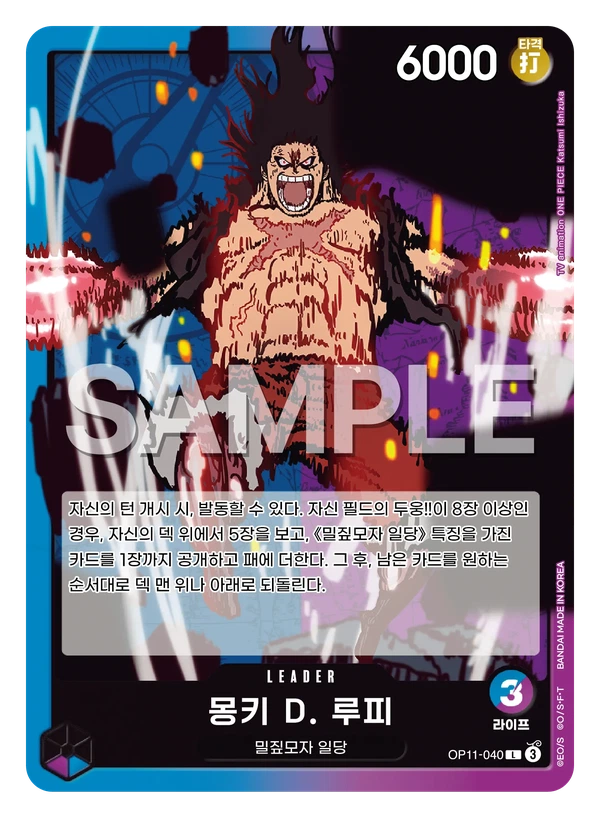 6000
타격
打
TV animation ONE PIECE Katsumi Ishizuka
SAMPLE
자신의 턴 개시 시, 발동할 수 있다. 자신 필드의 두웅!!이 8장 이상인
경우, 자신의 덱 위에서 5장을 보고, 《밀짚모자 일당》 특징을 가진
카드를 1장까지 공개하고 패에 더한다. 그 후, 남은 카드를 원하는
순서대로 덱 맨 위나 아래로 되돌린다.
LEADER
몽키 D. 루피
밀짚모자 일당
3
라이프
OP11-040 L 3
©EO/S ©O/S·F·T BANDAI MADE IN KOREA